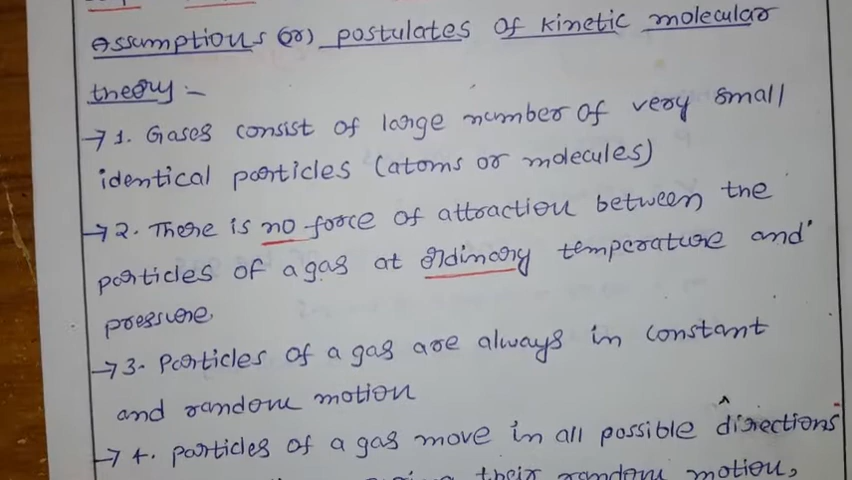 Assumptions (or) postulates of kinetic molecular
theory :-
→ 1. Gases consist of large number of very small
identical particles (atoms or molecules)
→ 2. There is no force of attraction between the
particles of a gas at ordinary temperature and
pressure
→ 3. Particles of a gas are always in constant
and random motion
→ 4. particles of a gas move in all possible directions
their random motion,